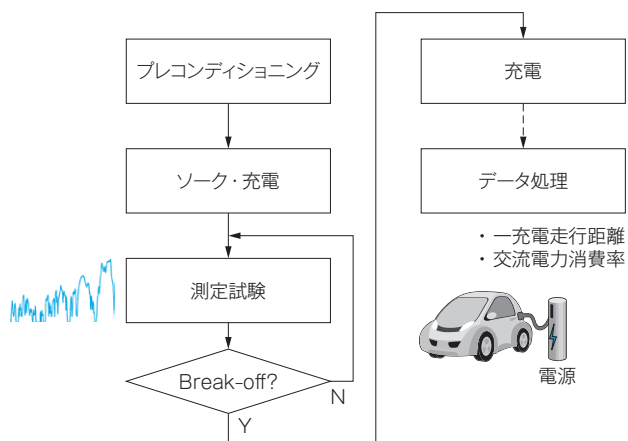 プレコンディショニング
ソーク・充電
測定試験
Break-off?
N
Y
充電
データ処理
・一充電走行距離
・交流電力消費率
電源